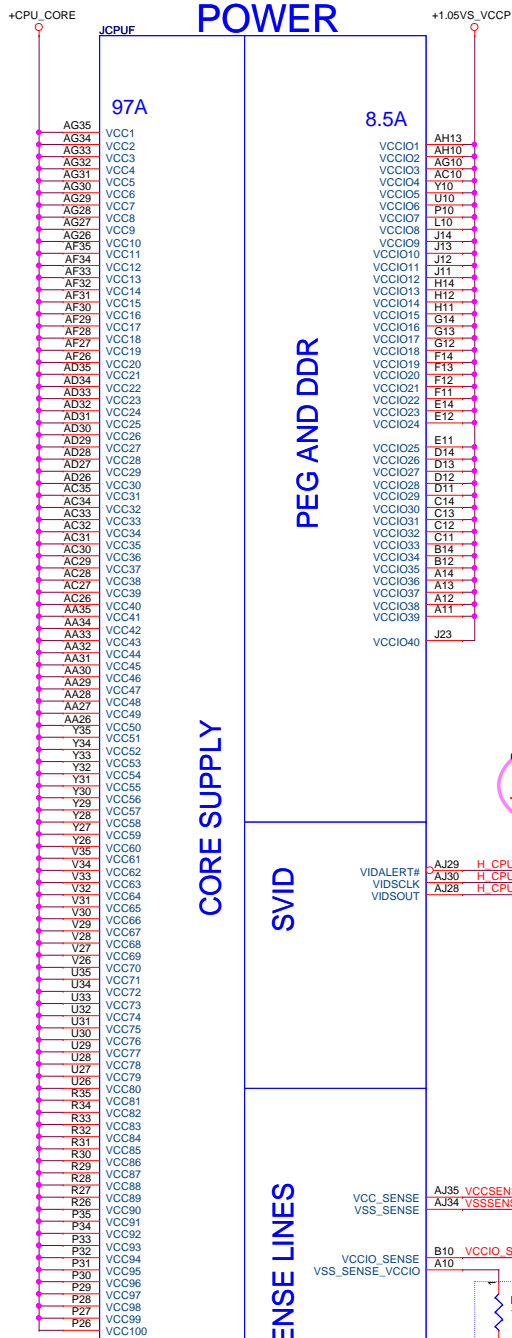 POWER
+CPU_CORE
JCPUF
+1.05VS_VCCP
97A
AG35 VCC1
AG34 VCC2
AG33 VCC3
AG32 VCC4
AG31 VCC5
AG30 VCC6
AG29 VCC7
AG28 VCC8
AG27 VCC9
AG26 VCC10
AF35 VCC11
AF34 VCC12
AF33 VCC13
AF32 VCC14
AF31 VCC15
AF30 VCC16
AF29 VCC17
AF28 VCC18
AF27 VCC19
AF26 VCC20
AD35 VCC21
AD34 VCC22
AD33 VCC23
AD32 VCC24
AD31 VCC25
AD30 VCC26
AD29 VCC27
AD28 VCC28
AD27 VCC29
AD26 VCC30
AC35 VCC31
AC34 VCC32
AC33 VCC33
AC32 VCC34
AC31 VCC35
AC30 VCC36
AC29 VCC37
AC28 VCC38
AC27 VCC39
AC26 VCC40
AA35 VCC41
AA34 VCC42
AA33 VCC43
AA32 VCC44
AA31 VCC45
AA30 VCC46
AA29 VCC47
AA28 VCC48
AA27 VCC49
AA26 VCC50
Y35 VCC51
Y34 VCC52
Y33 VCC53
Y32 VCC54
Y31 VCC55
Y30 VCC56
Y29 VCC57
Y28 VCC58
Y27 VCC59
Y26 VCC60
V35 VCC61
V34 VCC62
V33 VCC63
V32 VCC64
V31 VCC65
V30 VCC66
V29 VCC67
V28 VCC68
V27 VCC69
V26 VCC70
U35 VCC71
U34 VCC72
U33 VCC73
U32 VCC74
U31 VCC75
U30 VCC76
U29 VCC77
U28 VCC78
U27 VCC79
U26 VCC80
R35 VCC81
R34 VCC82
R33 VCC83
R32 VCC84
R31 VCC85
R30 VCC86
R29 VCC87
R28 VCC88
R27 VCC89
R26 VCC90
P35 VCC91
P34 VCC92
P33 VCC93
P32 VCC94
P31 VCC95
P30 VCC96
P29 VCC97
P28 VCC98
P27 VCC99
P26 VCC100
CORE SUPPLY
8.5A
VCCIO1 AH13
VCCIO2 AH10
VCCIO3 AG10
VCCIO4 AC10
VCCIO5 Y10
VCCIO6 U10
VCCIO7 P10
VCCIO8 L10
VCCIO9 J14
VCCIO10 J13
VCCIO11 J12
VCCIO12 J11
VCCIO13 H14
VCCIO14 H12
VCCIO15 H11
VCCIO16 G14
VCCIO17 G13
VCCIO18 G12
VCCIO19 F14
VCCIO20 F13
VCCIO21 F12
VCCIO22 F11
VCCIO23 E14
VCCIO24 E12
VCCIO25 E11
VCCIO26 D14
VCCIO27 D13
VCCIO28 D12
VCCIO29 D11
VCCIO30 C14
VCCIO31 C13
VCCIO32 C12
VCCIO33 C11
VCCIO34 B14
VCCIO35 B12
VCCIO36 A14
VCCIO37 A13
VCCIO38 A12
VCCIO39 A11
VCCIO40 J23
PEG AND DDR
SVID
VIDALERT# AJ29 H_CPU
VIDSCLK AJ30 H_CPU
VIDSOUT AJ28 H_CPU
ENSE LINES
VCC_SENSE AJ35 VCCSEN
VSS_SENSE AJ34 VSSSENS
VCCIO_SENSE B10 VCCIO_S
VSS_SENSE_VCCIO A10
1